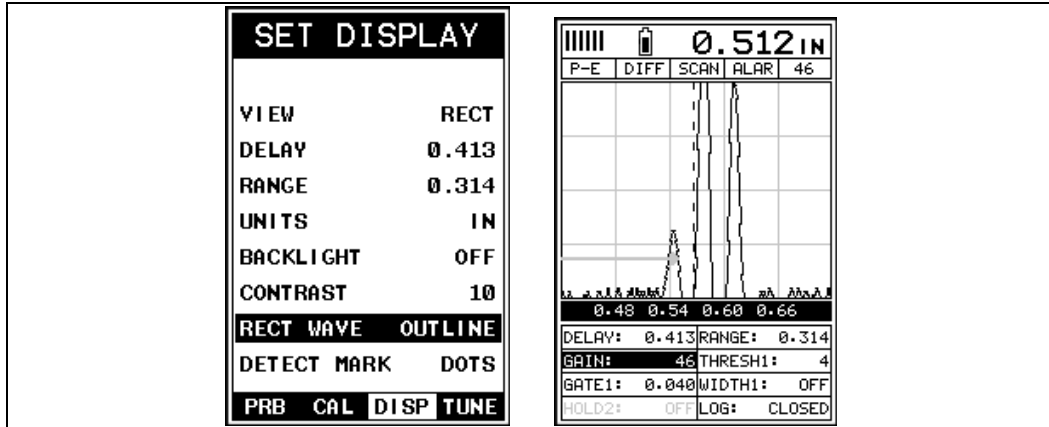 SET DISPLAY
VIEW RECT
DELAY 0.413
RANGE 0.314
UNITS IN
BACKLIGHT OFF
CONTRAST 10
RECT WAVE OUTLINE
DETECT MARK DOTS
PRB CAL DISP TUNE
0.512 IN
P-E DIFF SCAN ALAR 46
0.48 0.54 0.60 0.66
DELAY: 0.413 RANGE: 0.314
GAIN: 46 THRESH1: 4
GATE1: 0.040 WIDTH1: OFF
HOLD2: OFF LOG: CLOSED